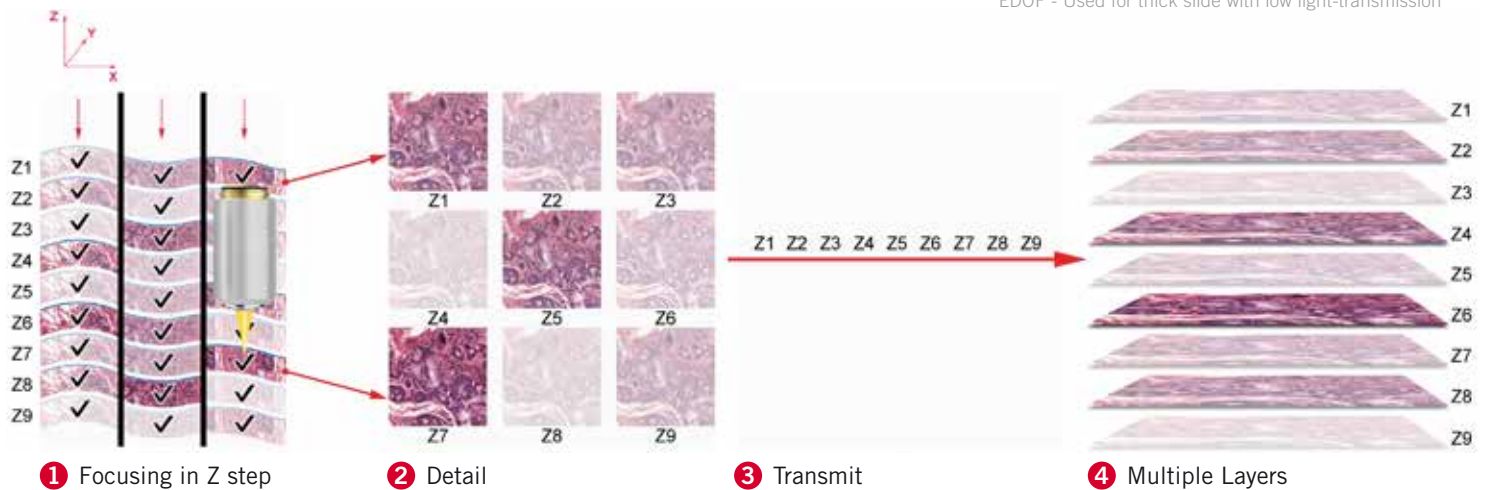 EDOF - Used for thick slide with low light-transmission
Z
Y
X
Z1
Z2
Z3
Z4
Z5
Z6
Z7
Z8
Z9
Z1 Z2 Z3
Z4 Z5 Z6
Z7 Z8 Z9
Z1 Z2 Z3 Z4 Z5 Z6 Z7 Z8 Z9
Z1
Z2
Z3
Z4
Z5
Z6
Z7
Z8
Z9
1 Focusing in Z step
2 Detail
3 Transmit
4 Multiple Layers